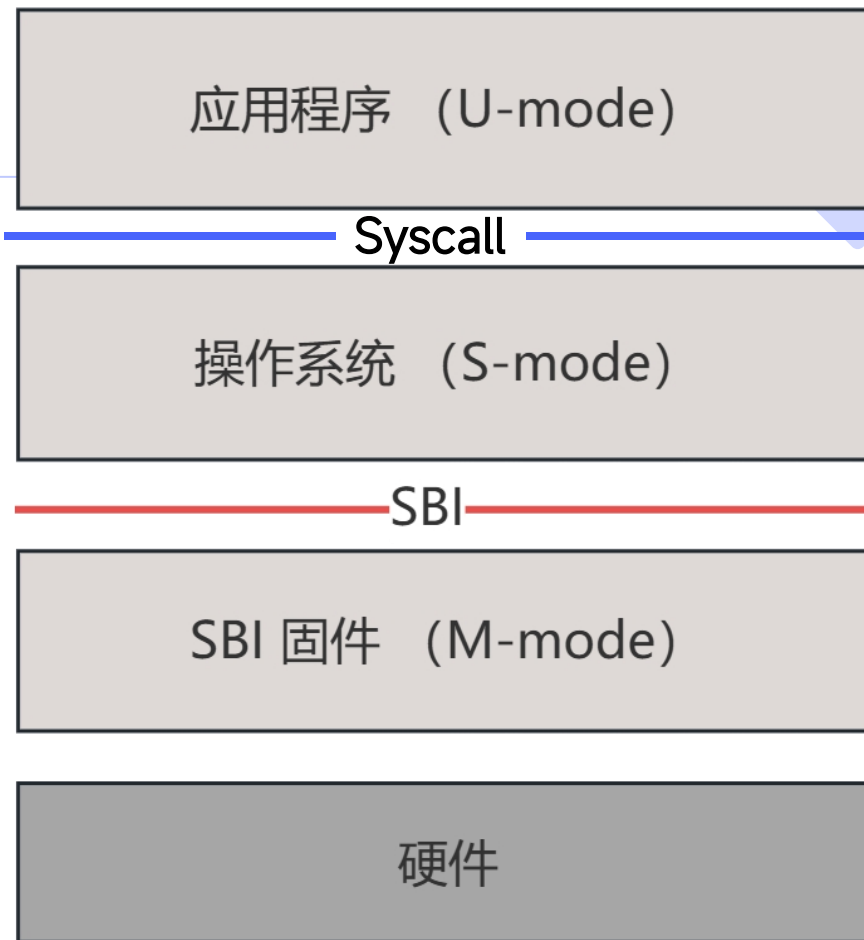 应用程序 （U-mode）
Syscall
操作系统 （S-mode）
SBI
SBI 固件 （M-mode）
硬件